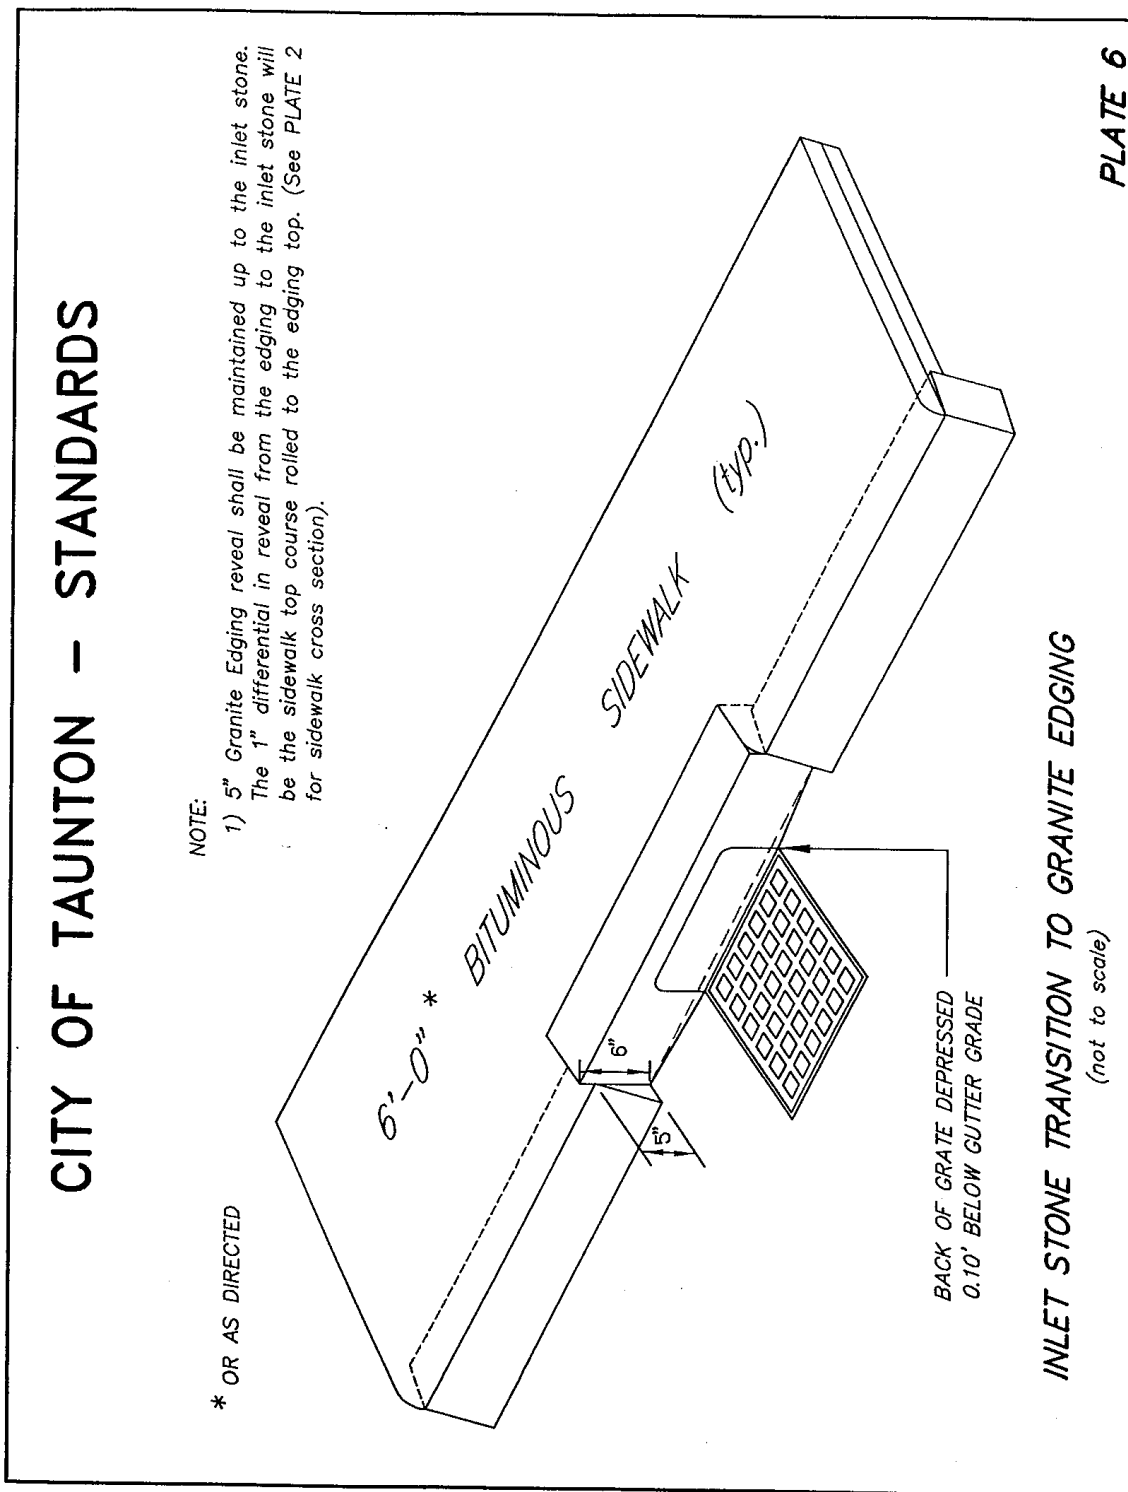 CITY OF TAUNTON – STANDARDS
NOTE:
1) 5" Granite Edging reveal shall be maintained up to the inlet stone.
The 1" differential in reveal from the edging to the inlet stone will
be the sidewalk top course rolled to the edging top. (See PLATE 2
for sidewalk cross section).
* OR AS DIRECTED
6'-0" * BITUMINOUS SIDEWALK (typ.)
6"
5"
BACK OF GRATE DEPRESSED
0.10' BELOW GUTTER GRADE
INLET STONE TRANSITION TO GRANITE EDGING
(not to scale)
PLATE 6